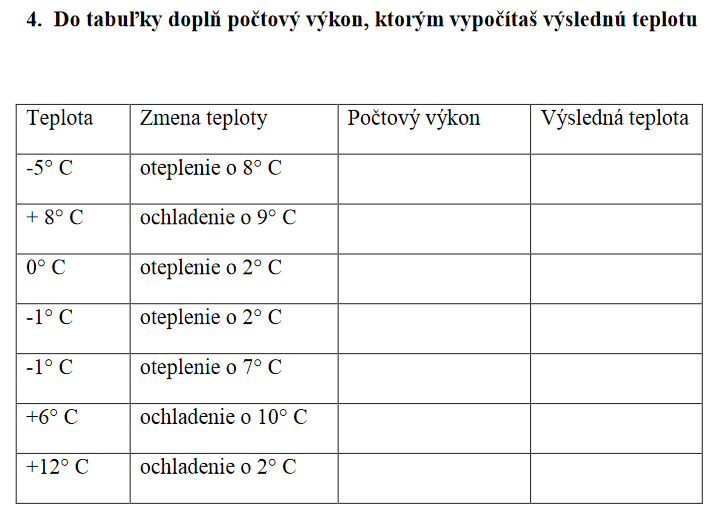 4. Do tabuľky doplň počtový výkon, ktorým vypočítaš výslednú teplotu
Teplota Zmena teploty Počtový výkon Výsledná teplota
-5° C oteplenie o 8° C
+ 8° C ochladenie o 9° C
0° C oteplenie o 2° C
-1° C oteplenie o 2° C
-1° C oteplenie o 7° C
+6° C ochladenie o 10° C
+12° C ochladenie o 2° C